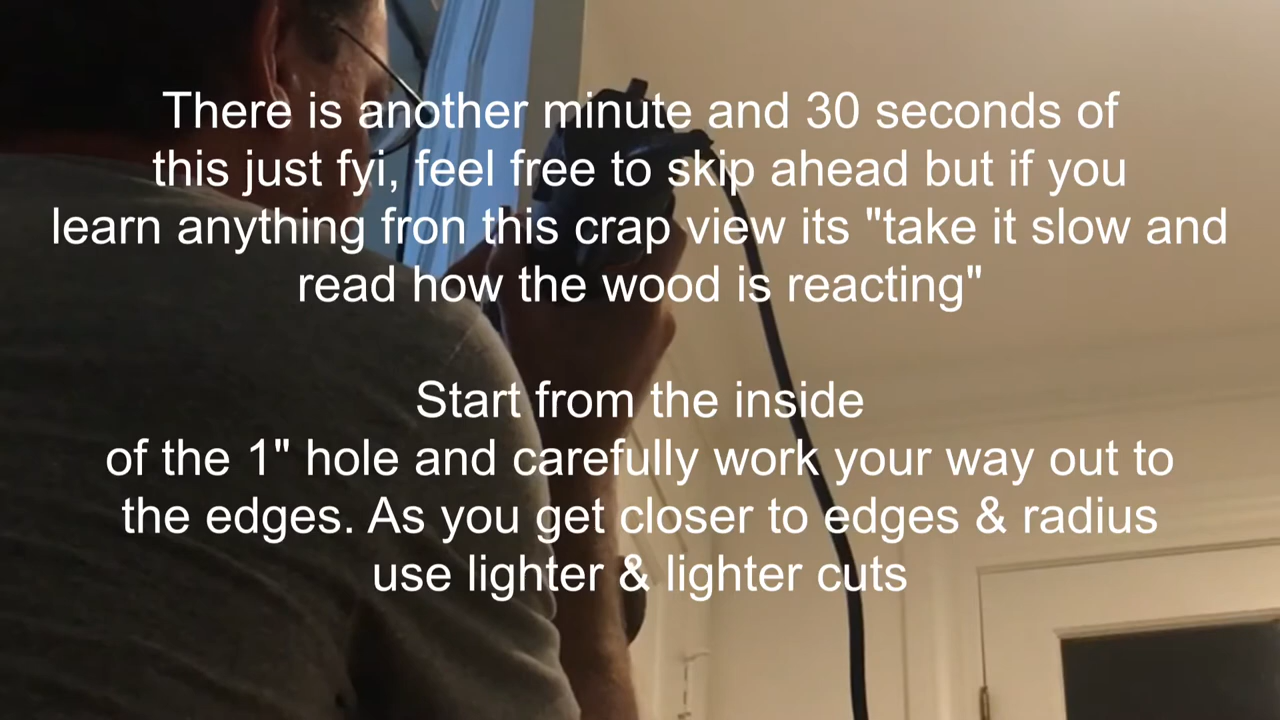 There is another minute and 30 seconds of
this just fyi, feel free to skip ahead but if you
learn anything fron this crap view its "take it slow and
read how the wood is reacting"
Start from the inside
of the 1" hole and carefully work your way out to
the edges. As you get closer to edges & radius
use lighter & lighter cuts